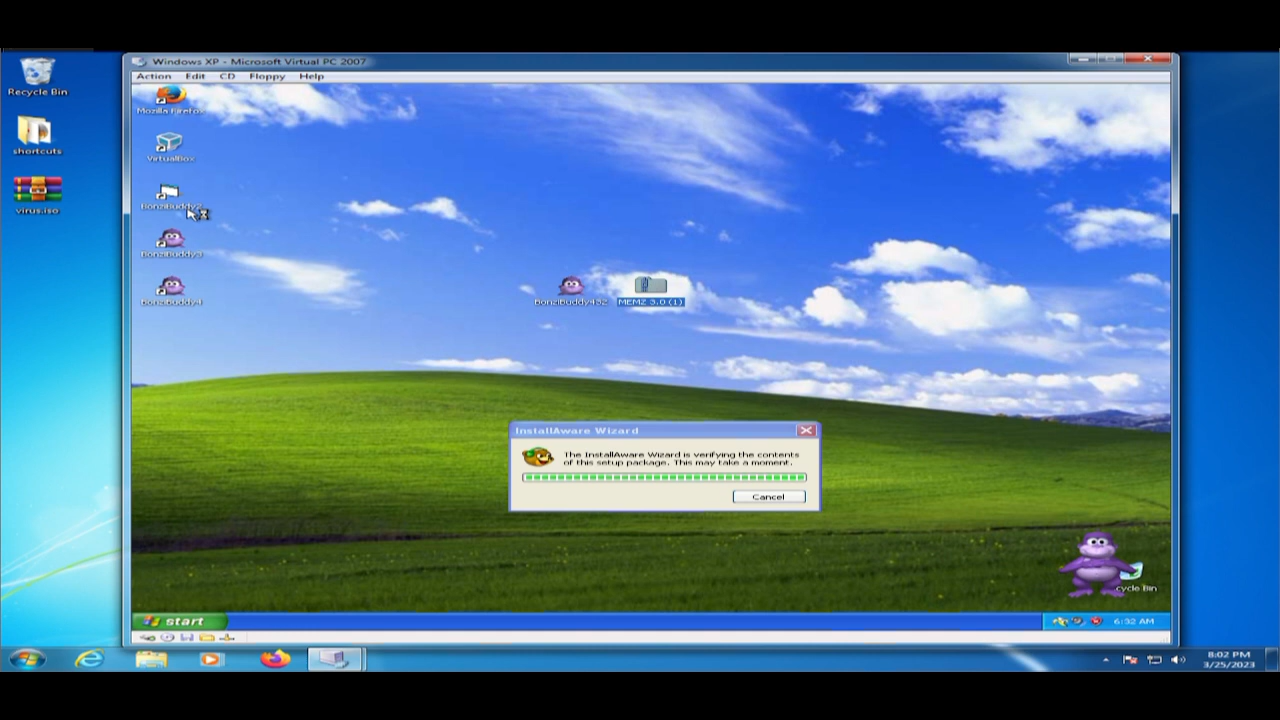 Windows XP - Microsoft Virtual PC 2007
Action Edit CD Floppy Help
Recycle Bin
shortcuts
virus.iso
Mozilla Firefox
VirtualBox
BonziBuddy2
BonziBuddy3
BonziBuddy4
BonziBuddy432
MEMZ 3.0 (1)
InstallAware Wizard
The InstallAware Wizard is verifying the contents
of this setup package. This may take a moment.
Cancel
cycle Bin
start
6:32 AM
8:02 PM
3/25/2023